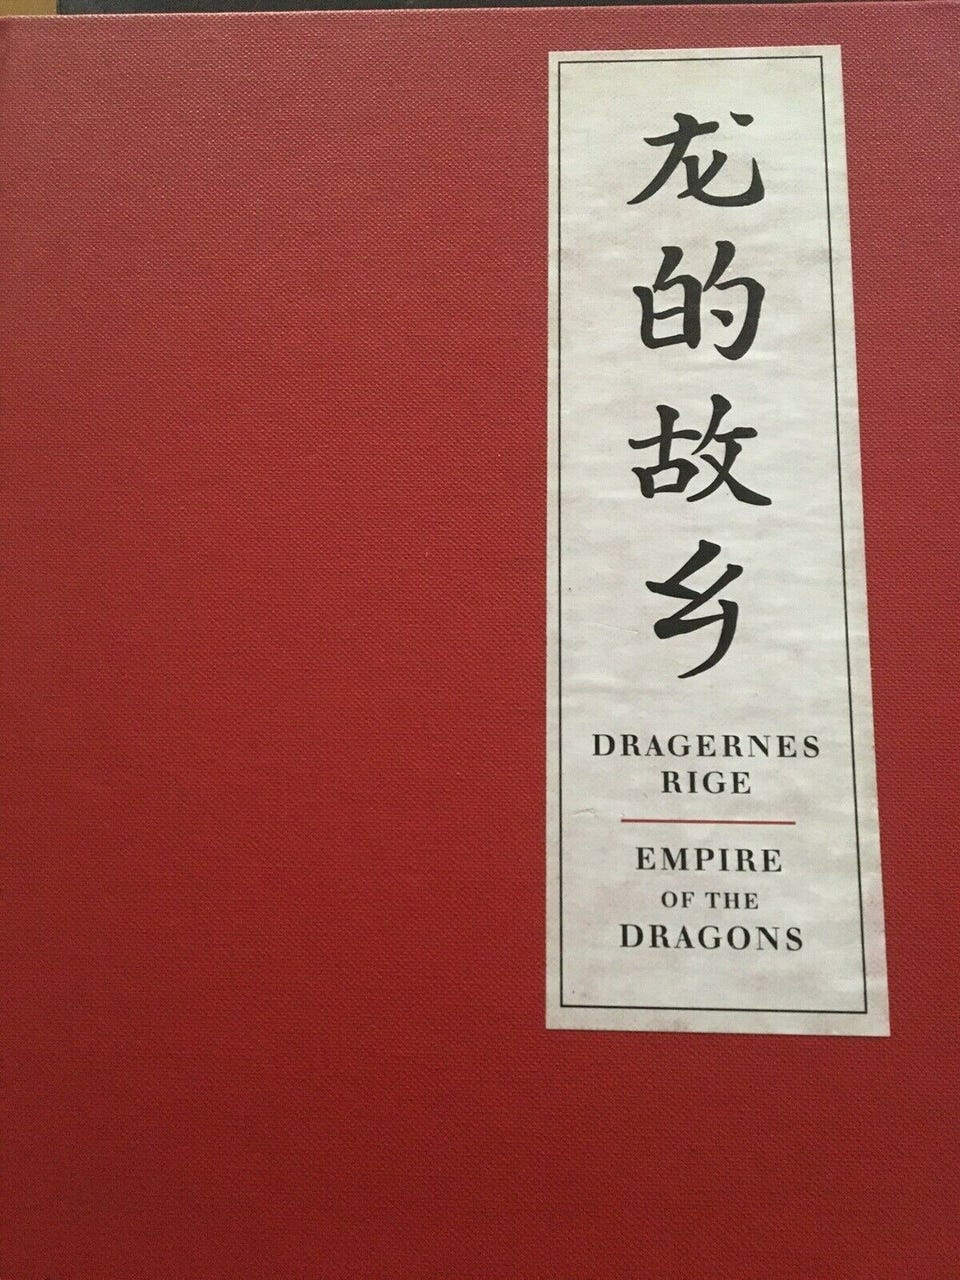 龙的故乡
DRAGERNES
RIGE
EMPIRE
OF THE
DRAGONS